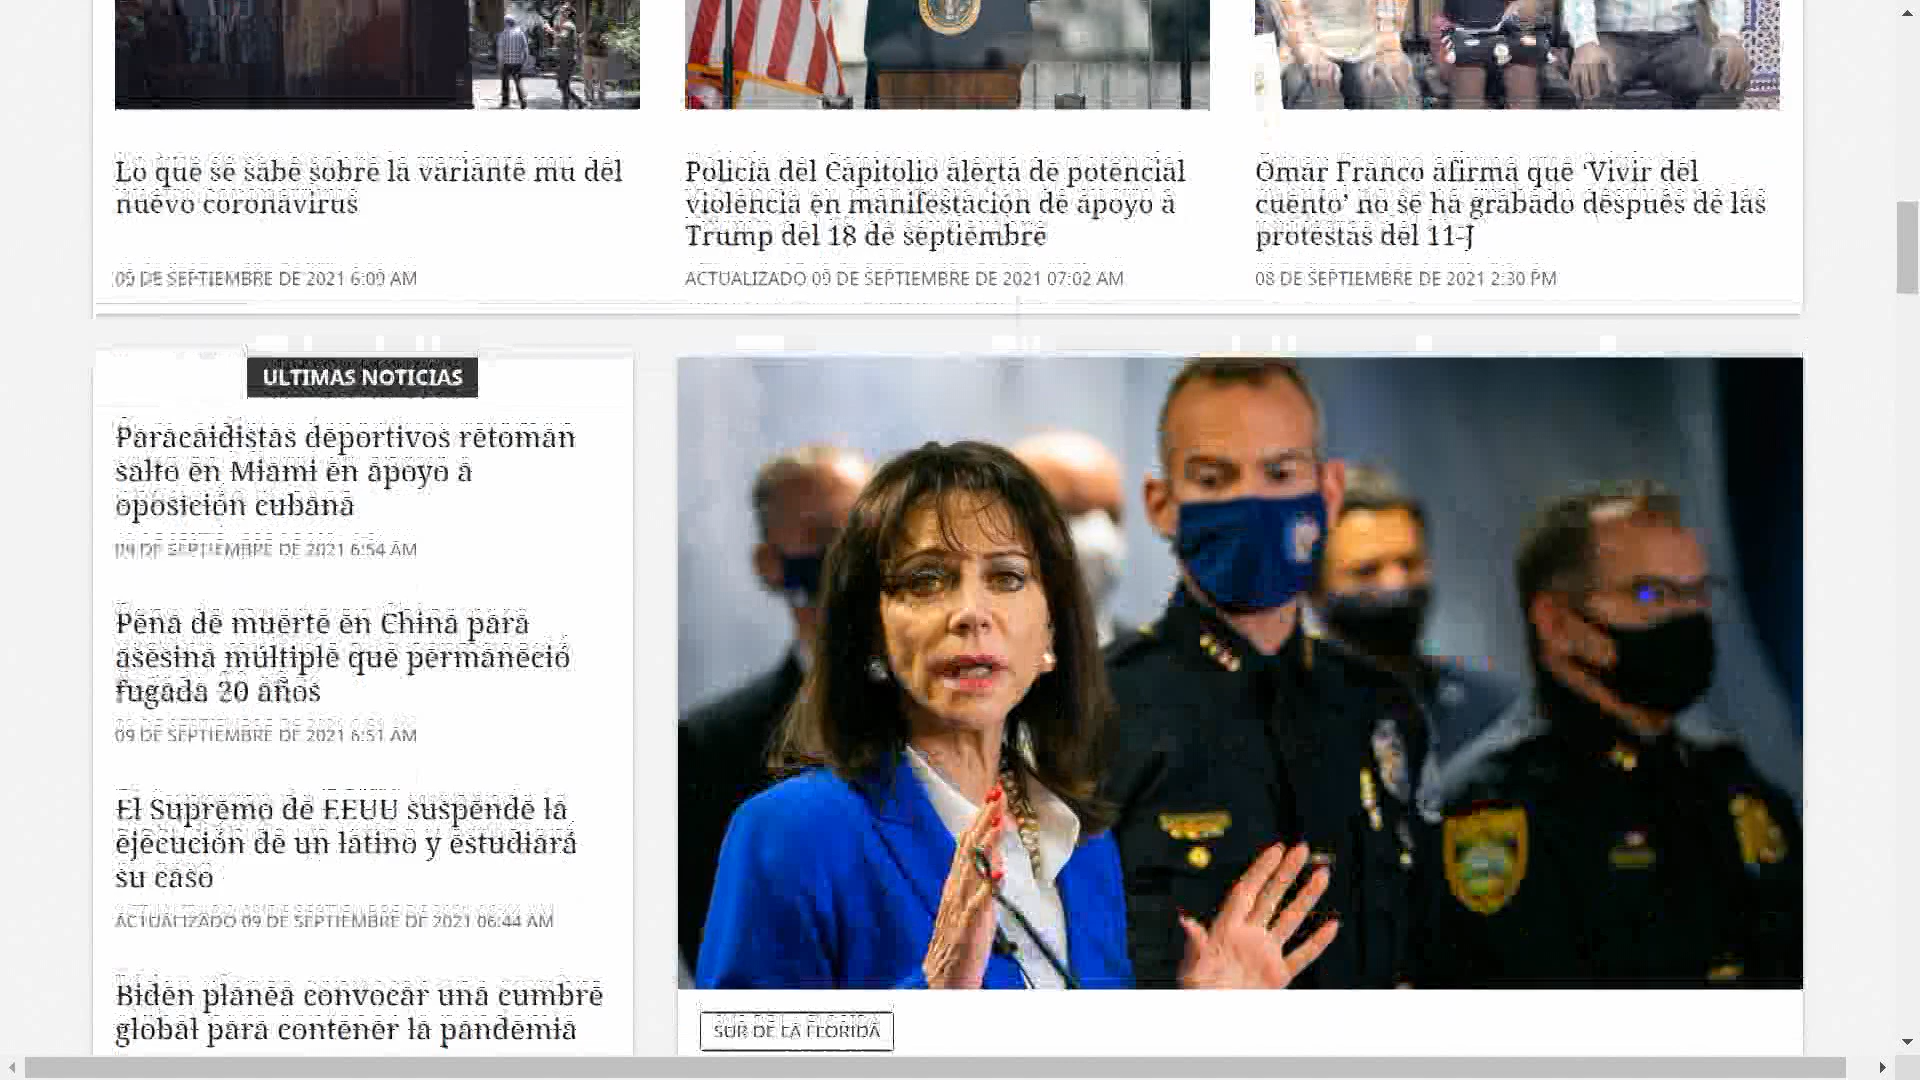 Lo que se sabe sobre la variante mu del
nuevo coronavirus
09 DE SEPTIEMBRE DE 2021 6:09 AM
Policía del Capitolio alerta de potencial
violencia en manifestación de apoyo a
Trump del 18 de septiembre
ACTUALIZADO 09 DE SEPTIEMBRE DE 2021 07:02 AM
Omar Franco afirma que ‘Vivir del
cuento’ no se ha grabado después de las
protestas del 11-J
08 DE SEPTIEMBRE DE 2021 2:30 PM
ULTIMAS NOTICIAS
Paracaidistas deportivos retoman
salto en Miami en apoyo a
oposición cubana
09 DE SEPTIEMBRE DE 2021 6:54 AM
Pena de muerte en China para
asesina múltiple que permaneció
fugada 20 años
09 DE SEPTIEMBRE DE 2021 6:51 AM
El Supremo de EEUU suspende la
ejecución de un latino y estudiará
su caso
ACTUALIZADO 09 DE SEPTIEMBRE DE 2021 06:44 AM
Biden planea convocar una cumbre
global para contener la pandemia
SUR DE LA FLORIDA